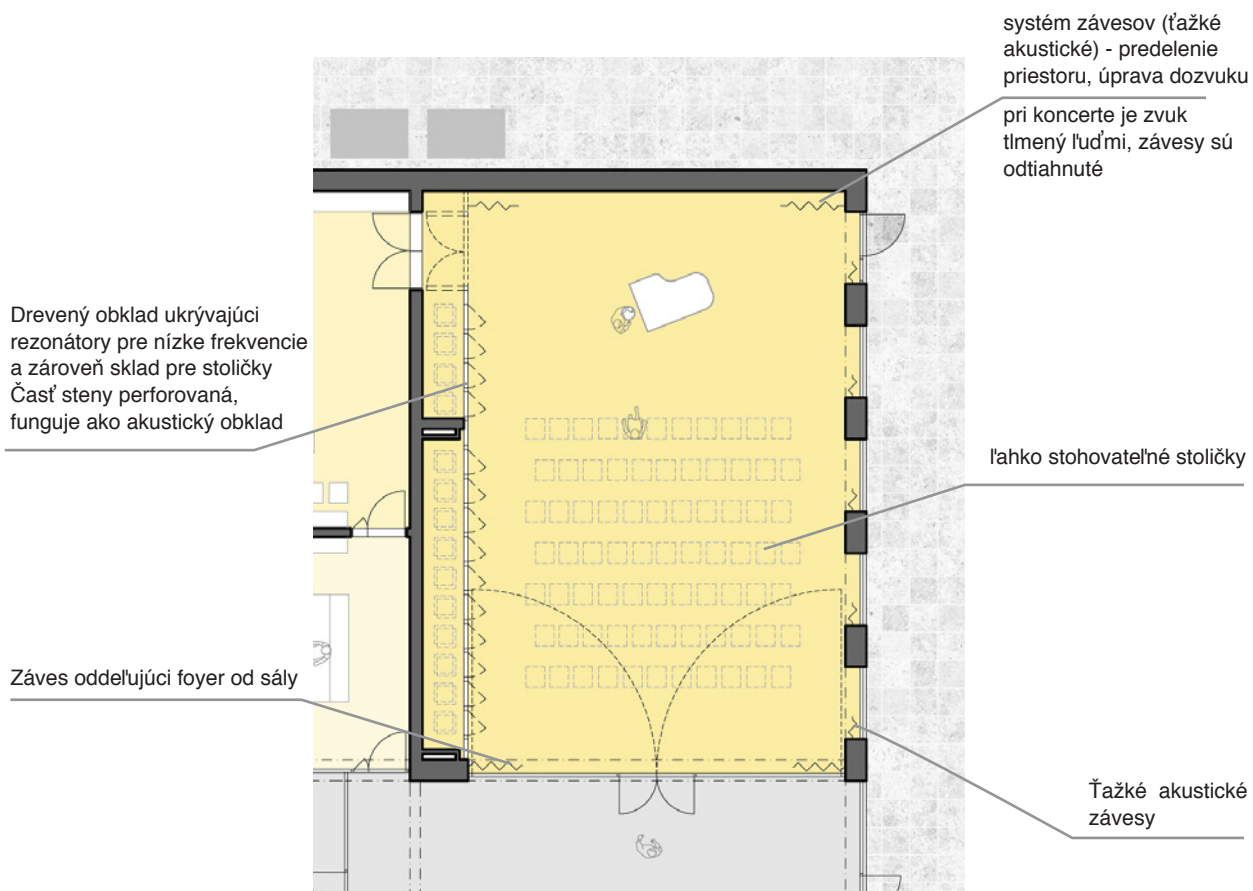 systém závesov (ťažké
akustické) - predelenie
priestoru, úprava dozvuku
pri koncerte je zvuk
tlmený ľuďmi, závesy sú
odtiahnuté
Drevený obklad ukrývajúci
rezonátory pre nízke frekvencie
a zároveň sklad pre stoličky
Časť steny perforovaná,
funguje ako akustický obklad
ľahko stohovateľné stoličky
Záves oddeľujúci foyer od sály
Ťažké akustické
závesy